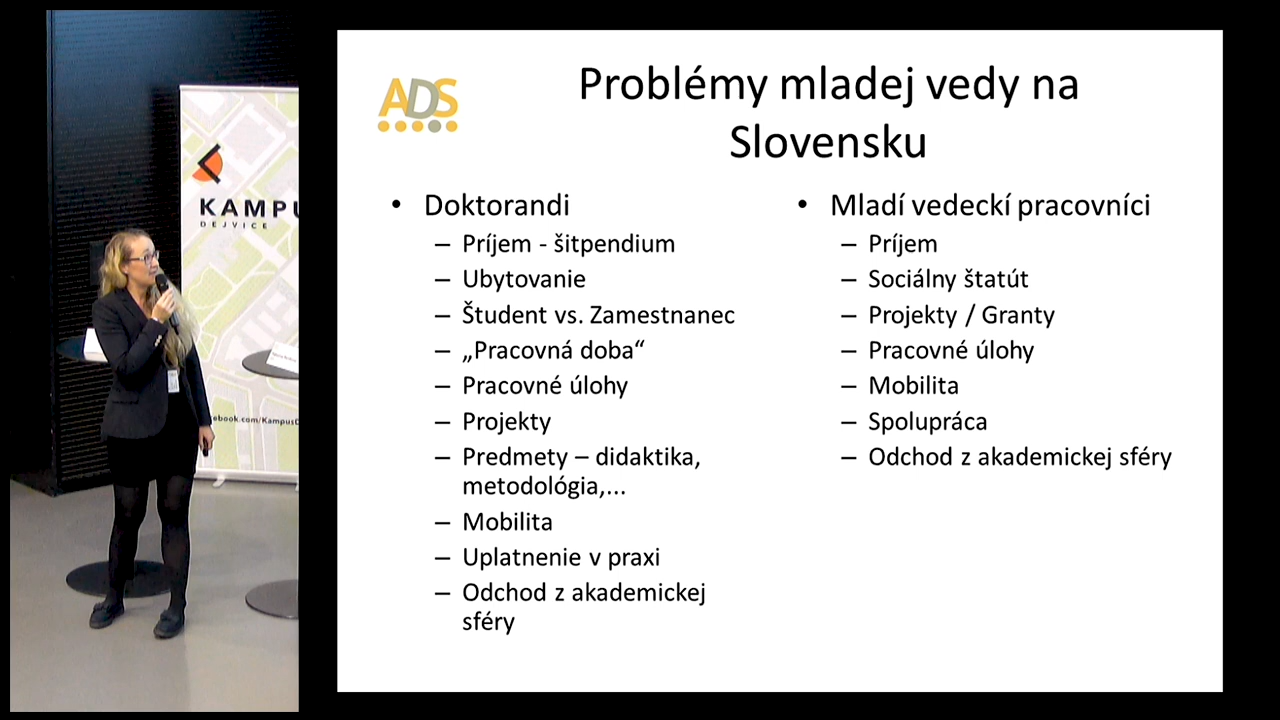 KAMPU
DEJVICE
ebook.com/KampusD
ADS
Problémy mladej vedy na
Slovensku
• Doktorandi
– Príjem - šitpendium
– Ubytovanie
– Študent vs. Zamestnanec
– „Pracovná doba“
– Pracovné úlohy
– Projekty
– Predmety – didaktika,
metodológia,...
– Mobilita
– Uplatnenie v praxi
– Odchod z akademickej
sféry
• Mladí vedeckí pracovníci
– Príjem
– Sociálny štatút
– Projekty / Granty
– Pracovné úlohy
– Mobilita
– Spolupráca
– Odchod z akademickej sféry